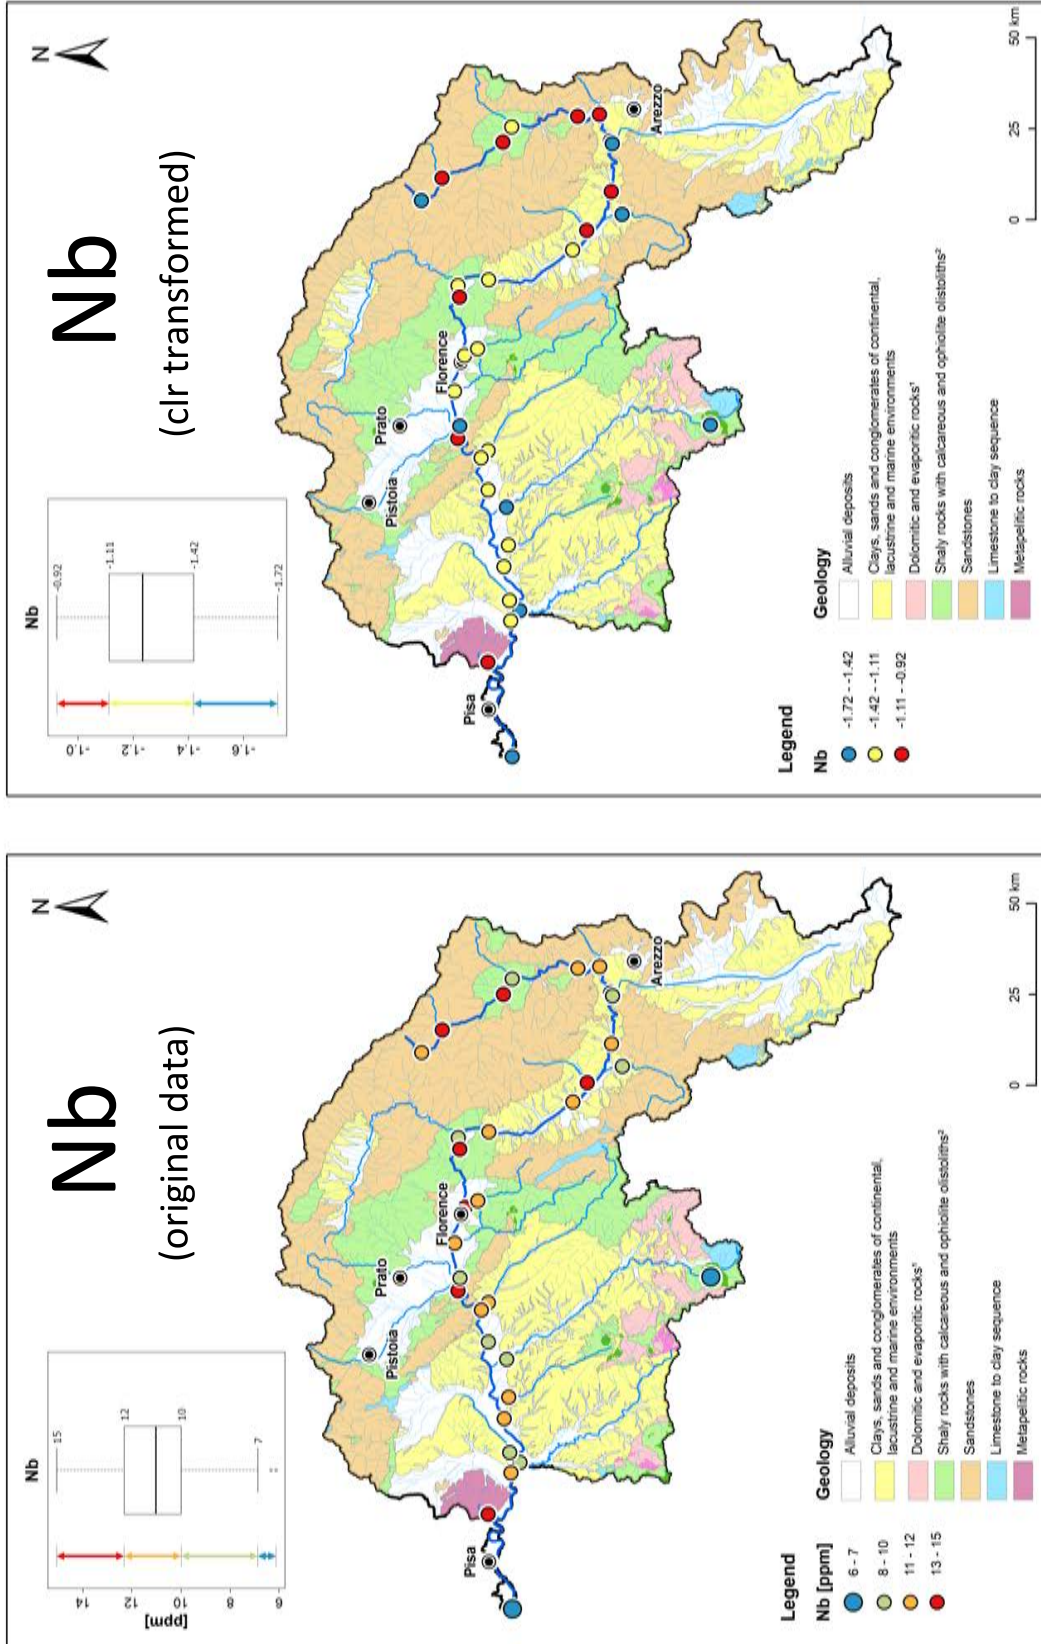 Nb
(original data)
N
Nb
15
12
10
7
14
12
10
8
6
[ppm]
Pistoia
Prato
Florence
Pisa
Arezzo
Legend
Nb [ppm]
6 - 7
8 - 10
11 - 12
13 - 15
Geology
Alluvial deposits
Clays, sands and conglomerates of continental,
lacustrine and marine environments
Dolomitic and evaporitic rocks¹
Shaly rocks with calcareous and ophiolite olistoliths²
Sandstones
Limestone to clay sequence
Metapelitic rocks
0 25 50 km
Nb
(clr transformed)
N
Nb
-0.92
-1.11
-1.42
-1.72
-1.0
-1.2
-1.4
-1.6
Pistoia
Prato
Florence
Pisa
Arezzo
Legend
Nb
-1.72 - -1.42
-1.42 - -1.11
-1.11 - -0.92
Geology
Alluvial deposits
Clays, sands and conglomerates of continental,
lacustrine and marine environments
Dolomitic and evaporitic rocks¹
Shaly rocks with calcareous and ophiolite olistoliths²
Sandstones
Limestone to clay sequence
Metapelitic rocks
0 25 50 km